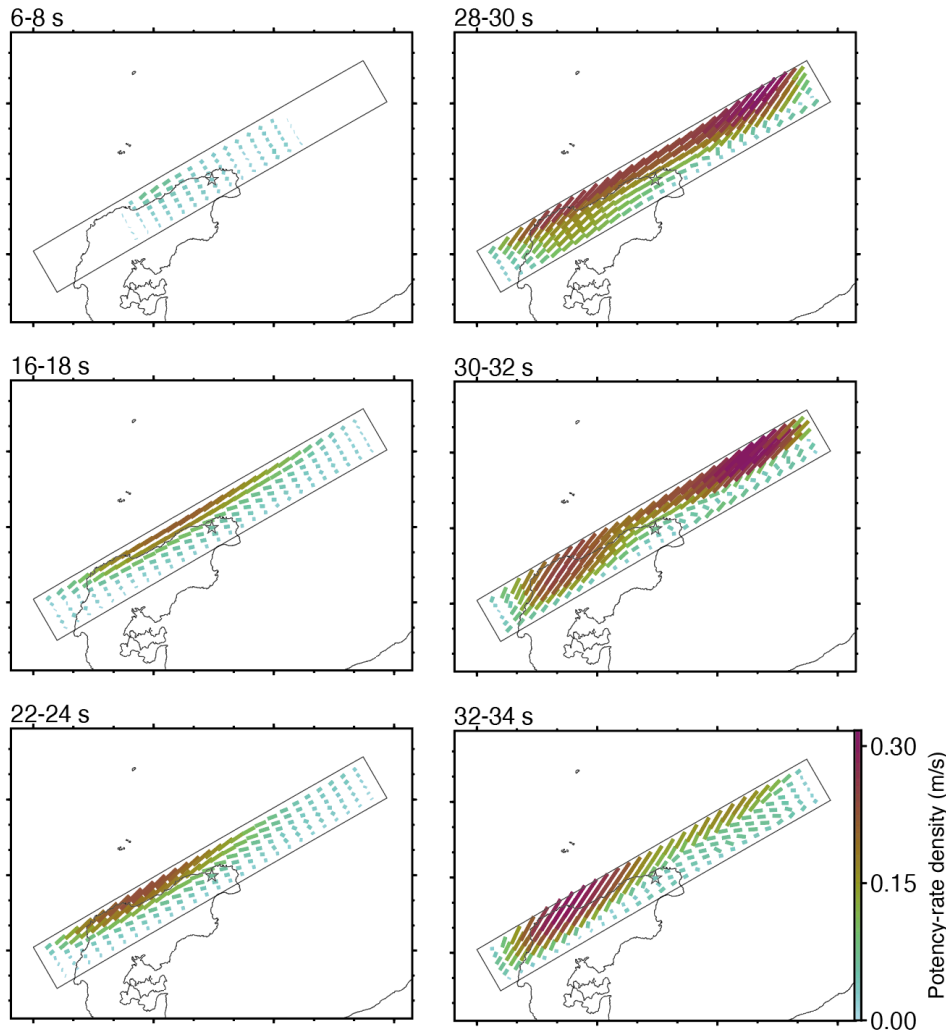 6-8 s
28-30 s
16-18 s
30-32 s
22-24 s
32-34 s
0.30
0.15
0.00
Potency-rate density (m/s)